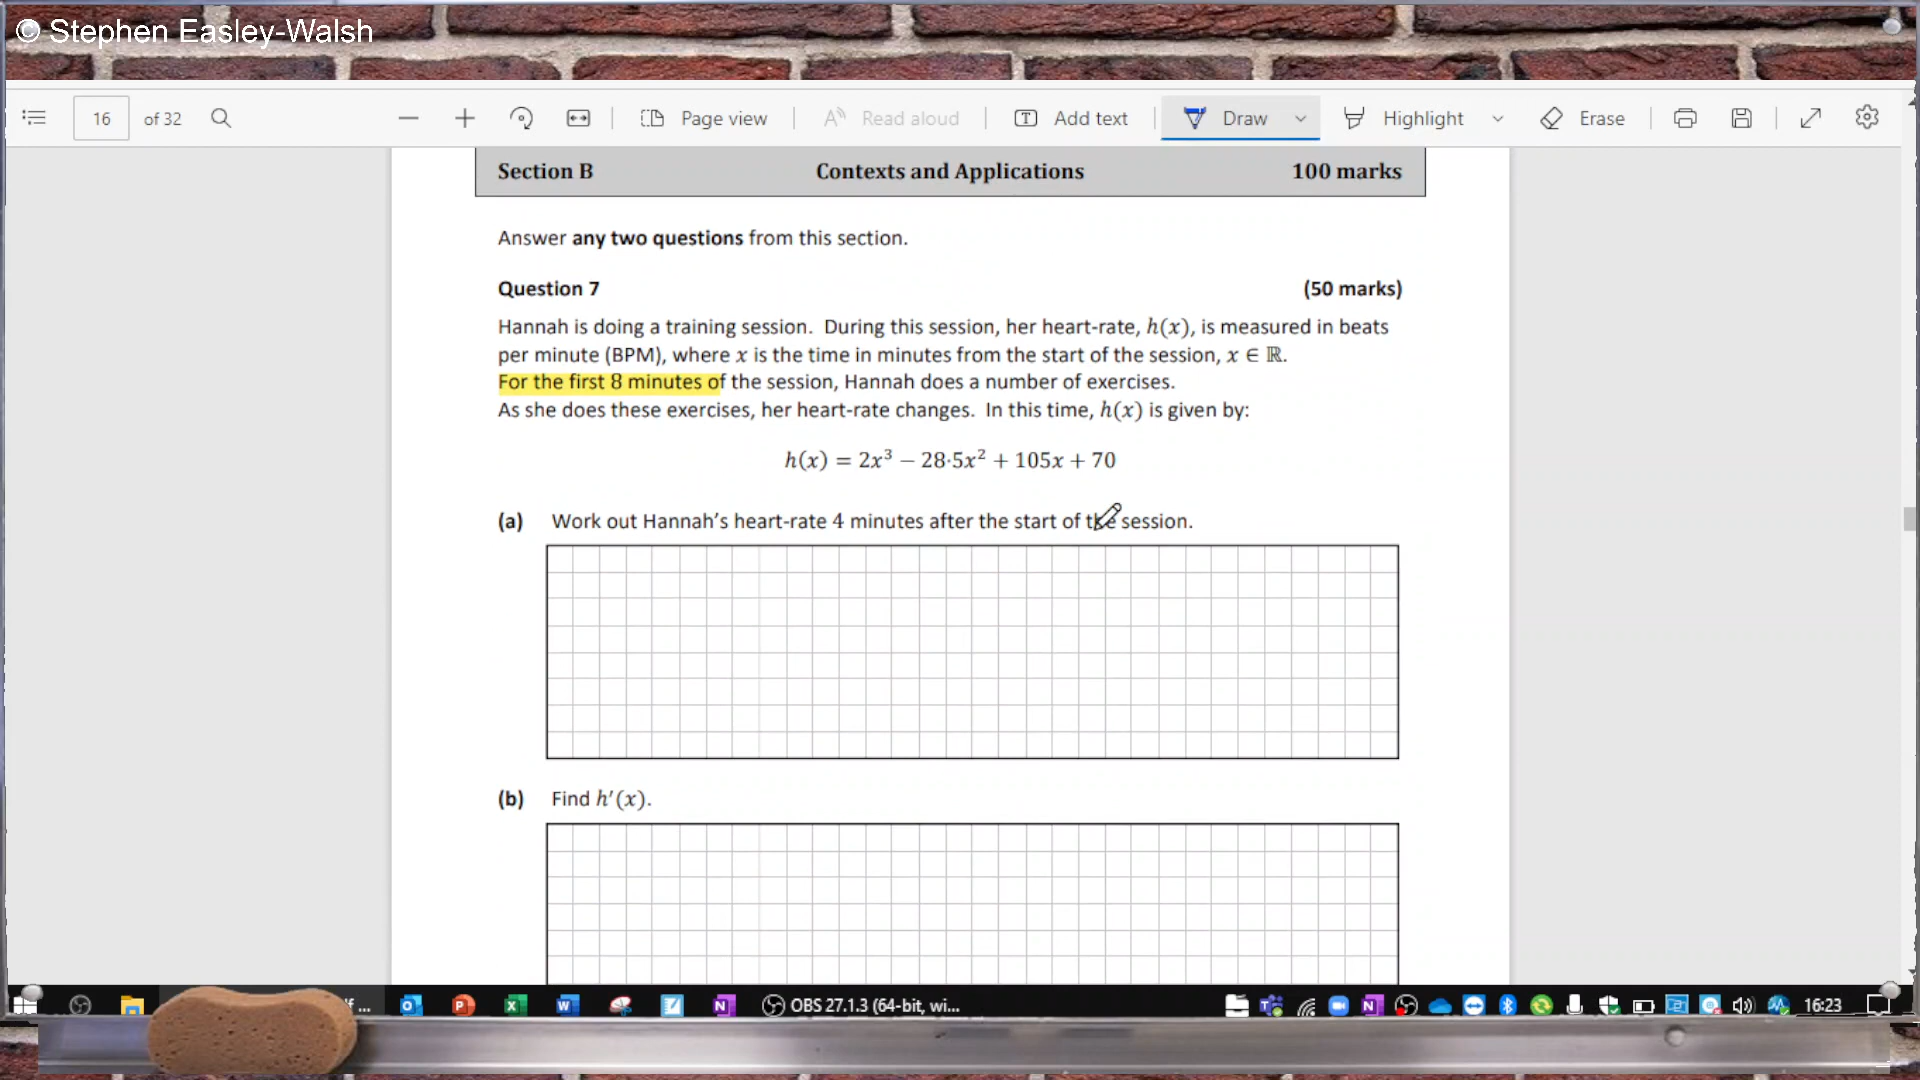 © Stephen Easley-Walsh
16 of 32 Page view Read aloud Add text Draw Highlight Erase
Section B Contexts and Applications 100 marks
Answer any two questions from this section.
Question 7 (50 marks)
Hannah is doing a training session. During this session, her heart-rate, h(x), is measured in beats
per minute (BPM), where x is the time in minutes from the start of the session, x ∈ ℝ.
For the first 8 minutes of the session, Hannah does a number of exercises.
As she does these exercises, her heart-rate changes. In this time, h(x) is given by:
h(x) = 2x³ − 28·5x² + 105x + 70
(a) Work out Hannah's heart-rate 4 minutes after the start of the session.
(b) Find h′(x).
OBS 27.1.3 (64-bit, wi... 16:23